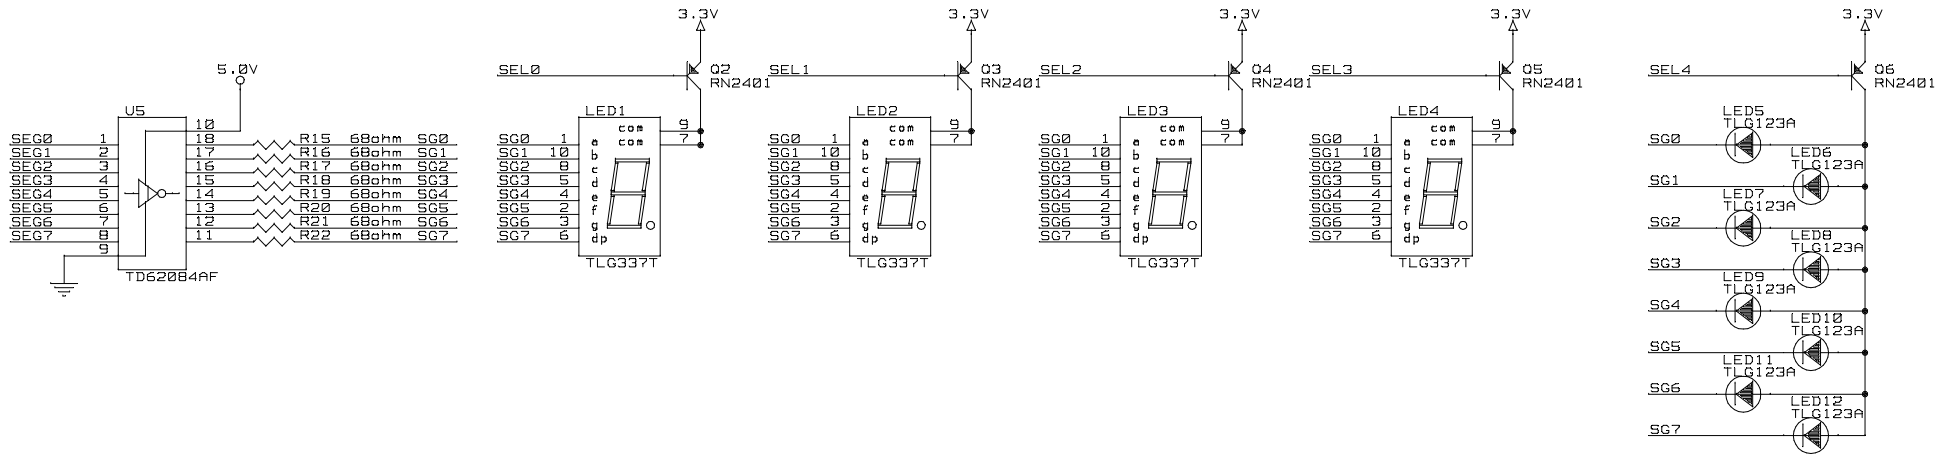 5.0V
U5
SEG0 1
SEG1 2
SEG2 3
SEG3 4
SEG4 5
SEG5 6
SEG6 7
SEG7 8
9
10
18 R15 68ohm SG0
17 R16 68ohm SG1
16 R17 68ohm SG2
15 R18 68ohm SG3
14 R19 68ohm SG4
13 R20 68ohm SG5
12 R21 68ohm SG6
11 R22 68ohm SG7
TD62084AF
3.3V
SEL0
Q2
RN2401
LED1
com 9
com 7
SG0 1 a
SG1 10 b
SG2 8 c
SG3 5 d
SG4 4 e
SG5 2 f
SG6 3 g
SG7 6 dp
TLG337T
3.3V
SEL1
Q3
RN2401
LED2
com 9
com 7
SG0 1 a
SG1 10 b
SG2 8 c
SG3 5 d
SG4 4 e
SG5 2 f
SG6 3 g
SG7 6 dp
TLG337T
3.3V
SEL2
Q4
RN2401
LED3
com 9
com 7
SG0 1 a
SG1 10 b
SG2 8 c
SG3 5 d
SG4 4 e
SG5 2 f
SG6 3 g
SG7 6 dp
TLG337T
3.3V
SEL3
Q5
RN2401
LED4
com 9
com 7
SG0 1 a
SG1 10 b
SG2 8 c
SG3 5 d
SG4 4 e
SG5 2 f
SG6 3 g
SG7 6 dp
TLG337T
3.3V
SEL4
Q6
RN2401
LED5
TLG123A
SG0
LED6
TLG123A
SG1
LED7
TLG123A
SG2
LED8
TLG123A
SG3
LED9
TLG123A
SG4
LED10
TLG123A
SG5
LED11
TLG123A
SG6
LED12
TLG123A
SG7